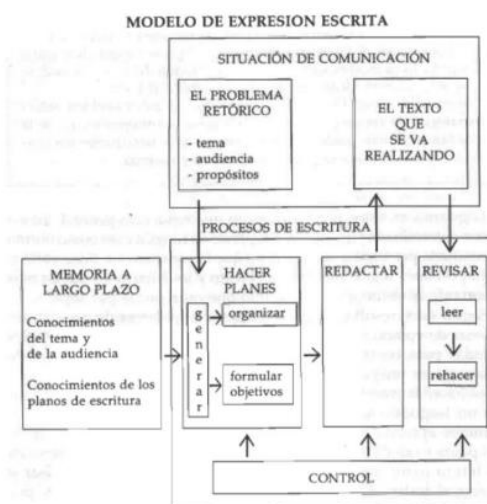 MODELO DE EXPRESION ESCRITA
SITUACIÓN DE COMUNICACIÓN
EL PROBLEMA
RETÓRICO
- tema
- audiencia
- propósitos
EL TEXTO
QUE
SE VA
REALIZANDO
PROCESOS DE ESCRITURA
MEMORIA A
LARGO PLAZO
Conocimientos
del tema y
de la audiencia
Conocimientos de los
planos de escritura
HACER
PLANES
generar
organizar
formular
objetivos
REDACTAR
REVISAR
leer
rehacer
CONTROL